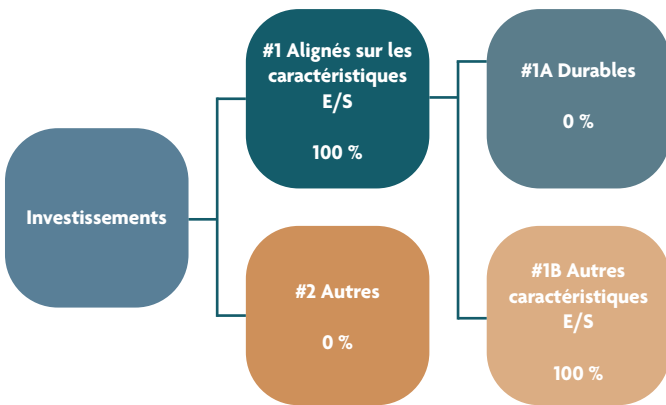 Investissements
#1 Alignés sur les
caractéristiques
E/S
100 %
#2 Autres
0 %
#1A Durables
0 %
#1B Autres
caractéristiques
E/S
100 %